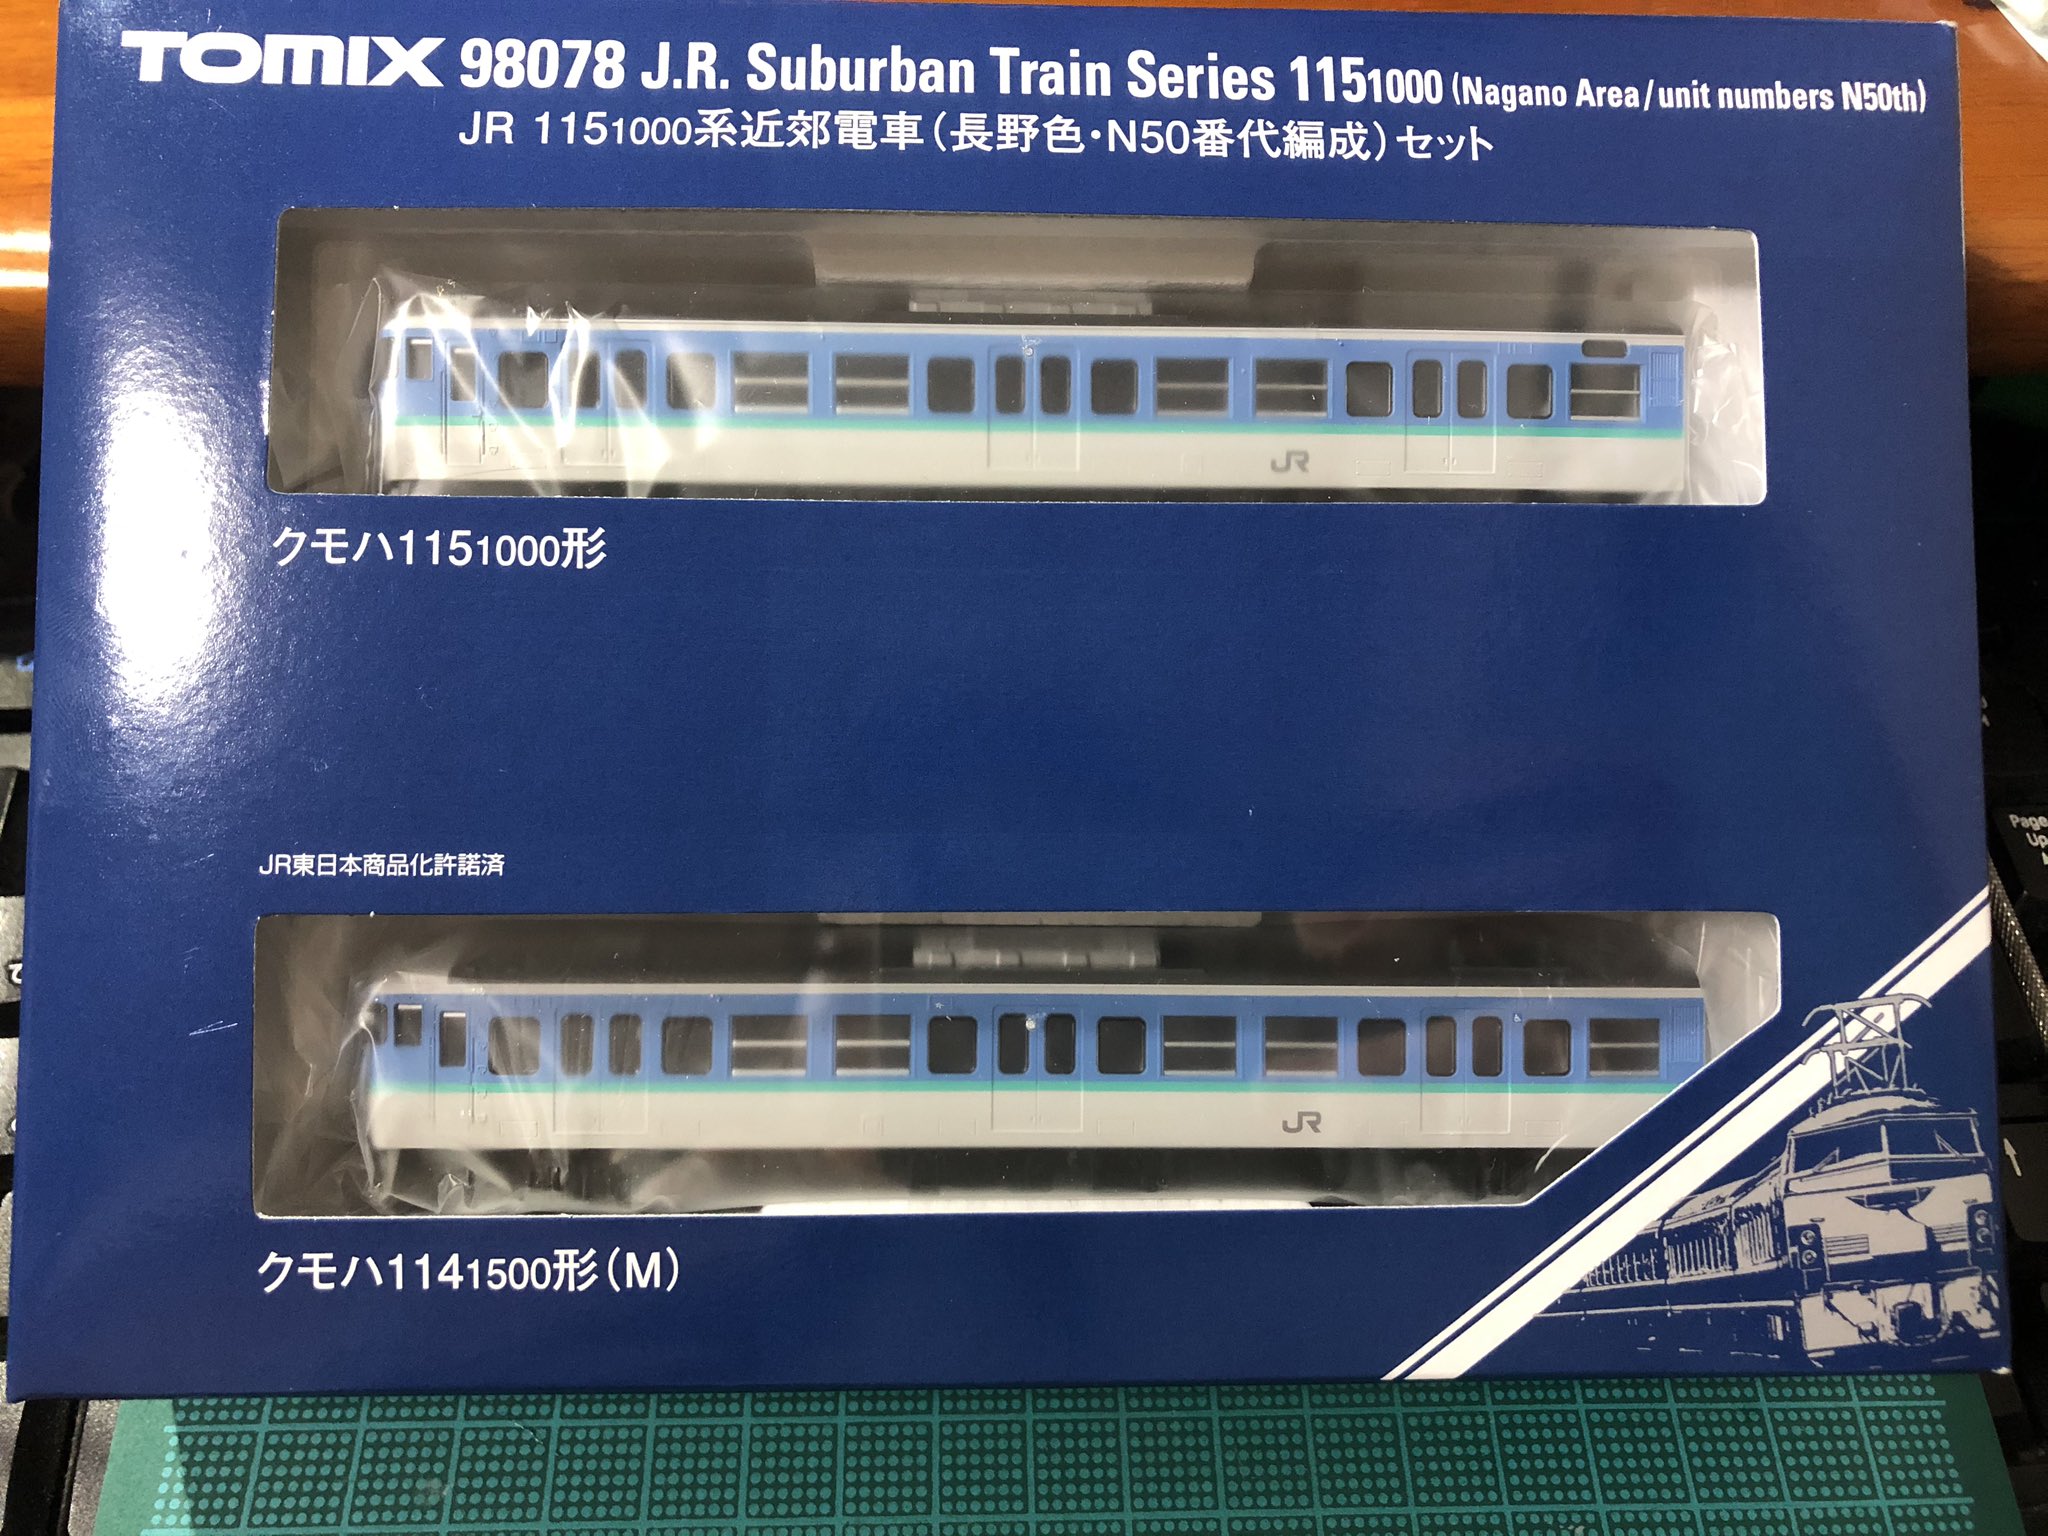 TOMIX 98078 J.R. Suburban Train Series 1151000 (Nagano Area/unit numbers N50th)
JR 1151000系近郊電車(長野色・N50番代編成)セット
JR
クモハ1151000形
JR東日本商品化許諾済
JR
クモハ1141500形(M)
Page
Up